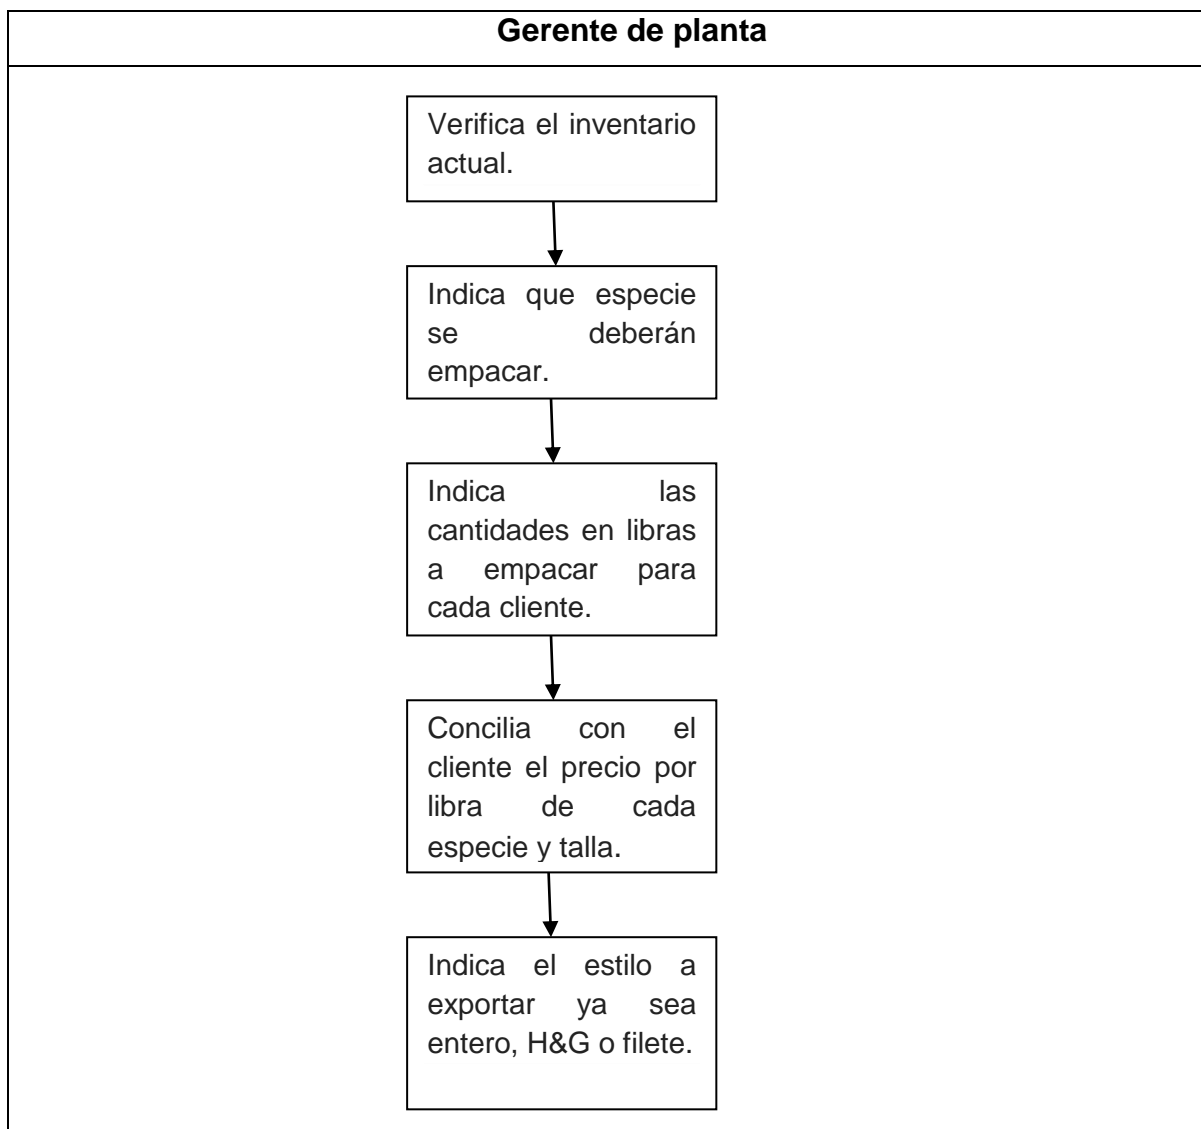 Gerente de planta
Verifica el inventario
actual.
Indica que especie
se deberán
empacar.
Indica las
cantidades en libras
a empacar para
cada cliente.
Concilia con el
cliente el precio por
libra de cada
especie y talla.
Indica el estilo a
exportar ya sea
entero, H&G o filete.